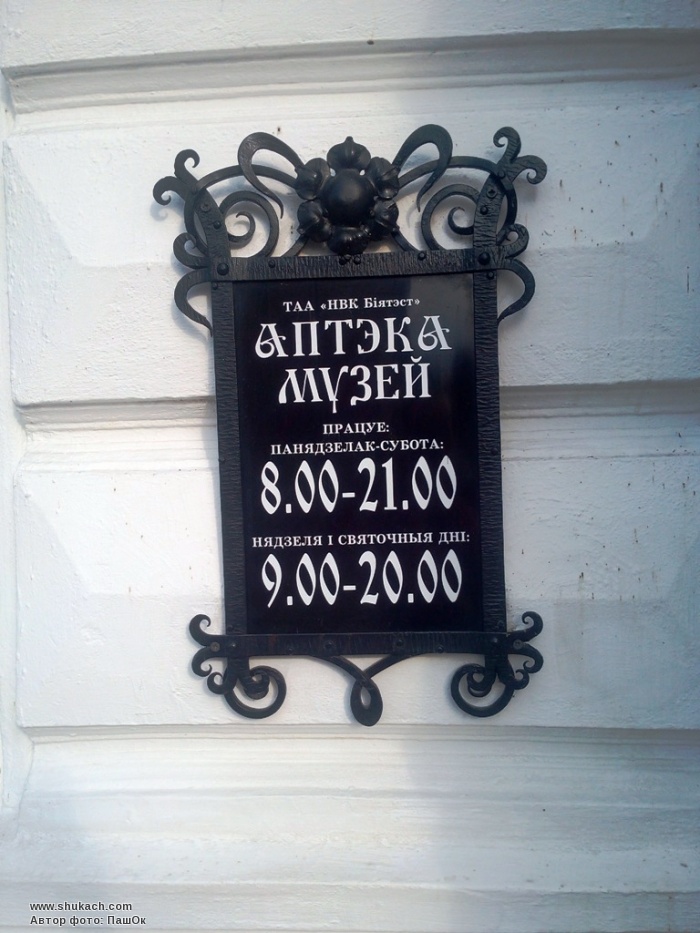 ТАА «НВК Біятэст»
АПТЭКА
МУЗЕЙ
ПРАЦУЕ:
ПАНЯДЗЕЛАК-СУБОТА:
8.00-21.00
НЯДЗЕЛЯ І СВЯТОЧНЫЯ ДНІ:
9.00-20.00
www.shukach.com
Автор фото: ПашОк